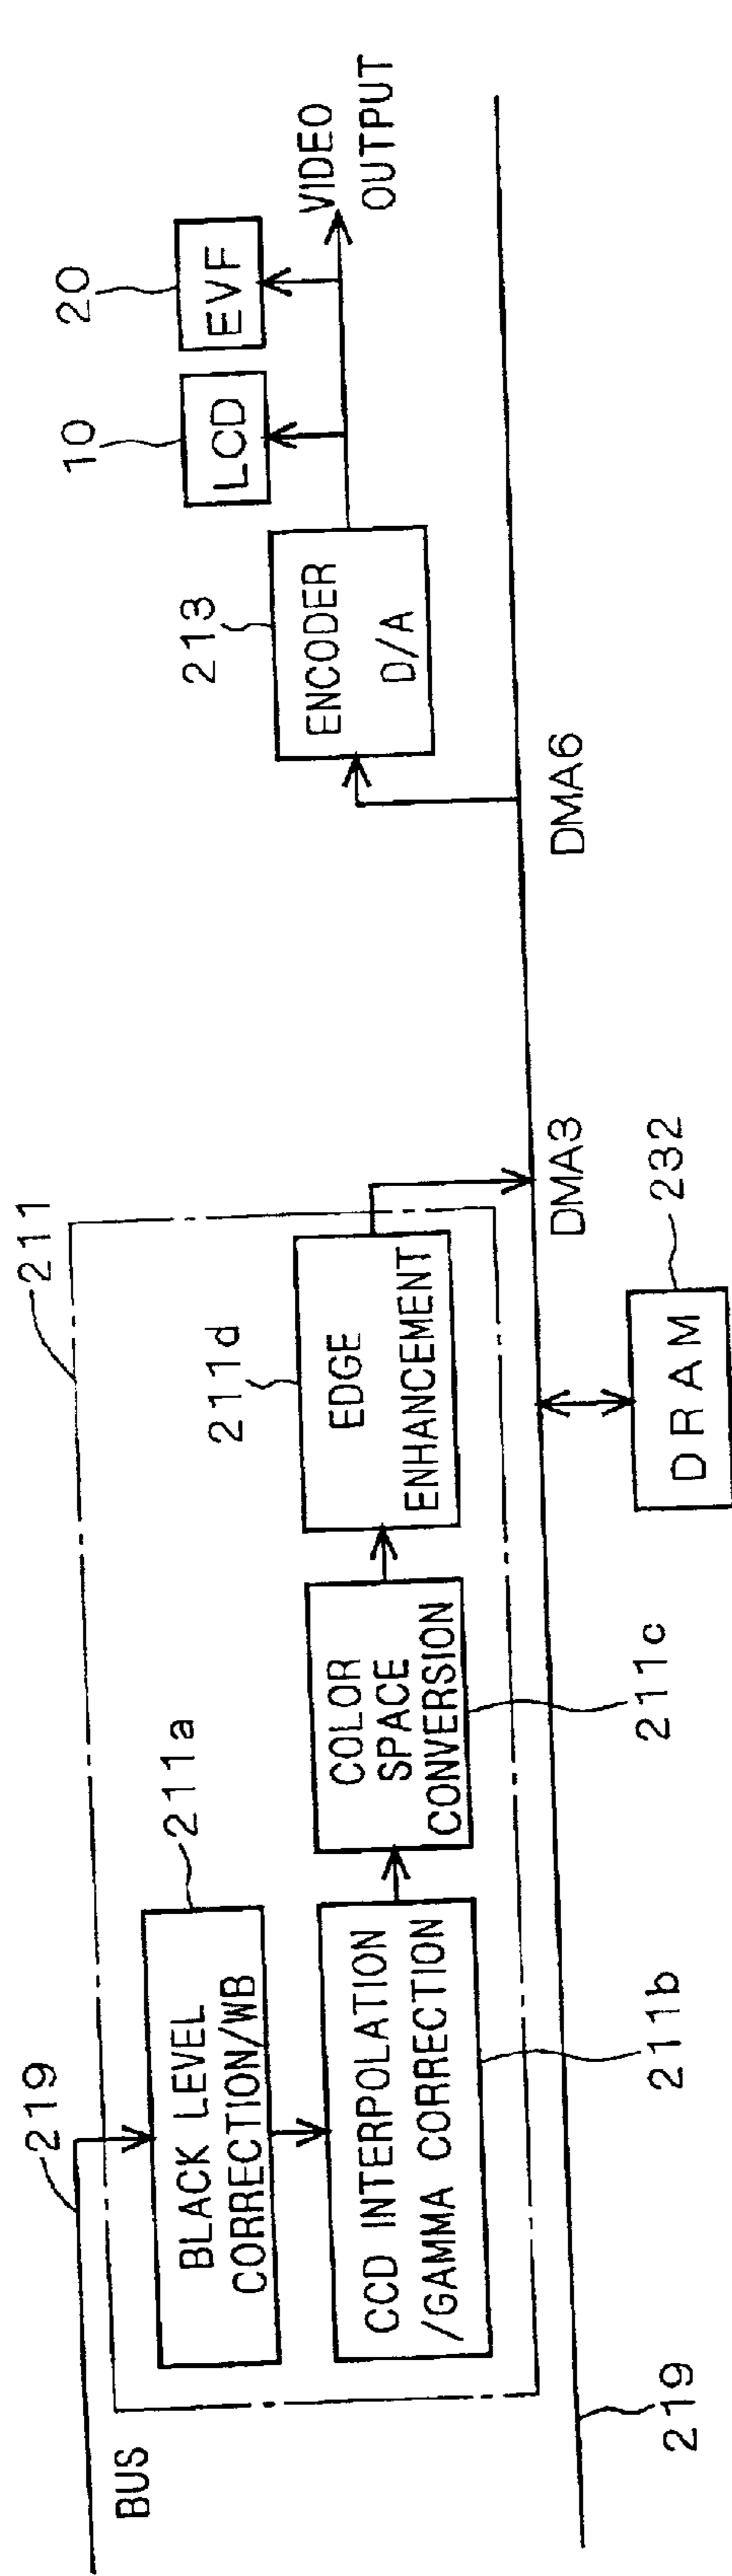 BUS
219
211
BLACK LEVEL
CORRECTION/WB
211a
CCD INTERPOLATION
/GAMMA CORRECTION
211b
COLOR
SPACE
CONVERSION
211c
EDGE
ENHANCEMENT
211d
219
DRAM
232
DMA3
DMA6
ENCODER
D/A
213
LCD
10
EVF
20
VIDEO
OUTPUT